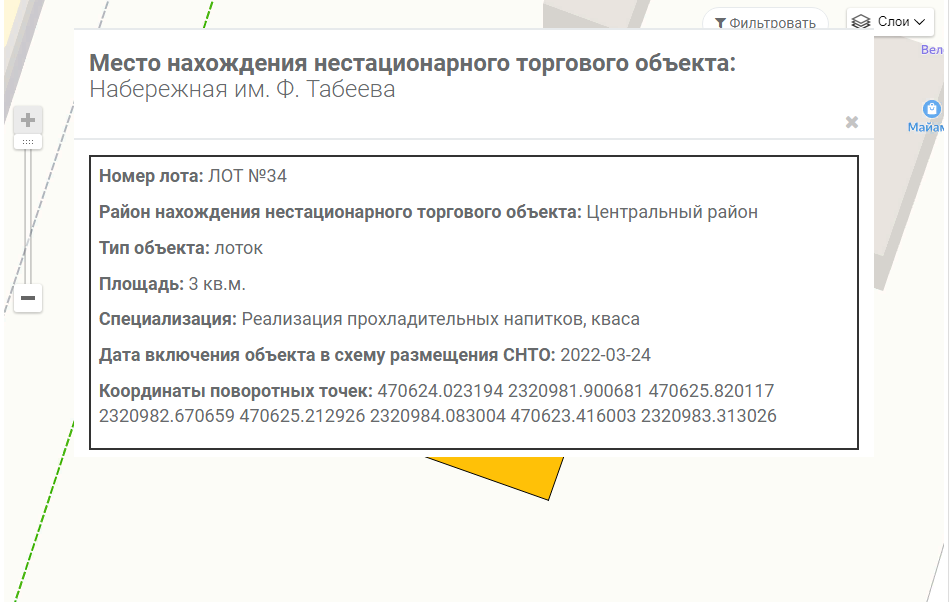 Фильтровать
Слои
Место нахождения нестационарного торгового объекта:
Набережная им. Ф. Табеева
Номер лота: ЛОТ №34
Район нахождения нестационарного торгового объекта: Центральный район
Тип объекта: лоток
Площадь: 3 кв.м.
Специализация: Реализация прохладительных напитков, кваса
Дата включения объекта в схему размещения СНТО: 2022-03-24
Координаты поворотных точек: 470624.023194 2320981.900681 470625.820117
2320982.670659 470625.212926 2320984.083004 470623.416003 2320983.313026